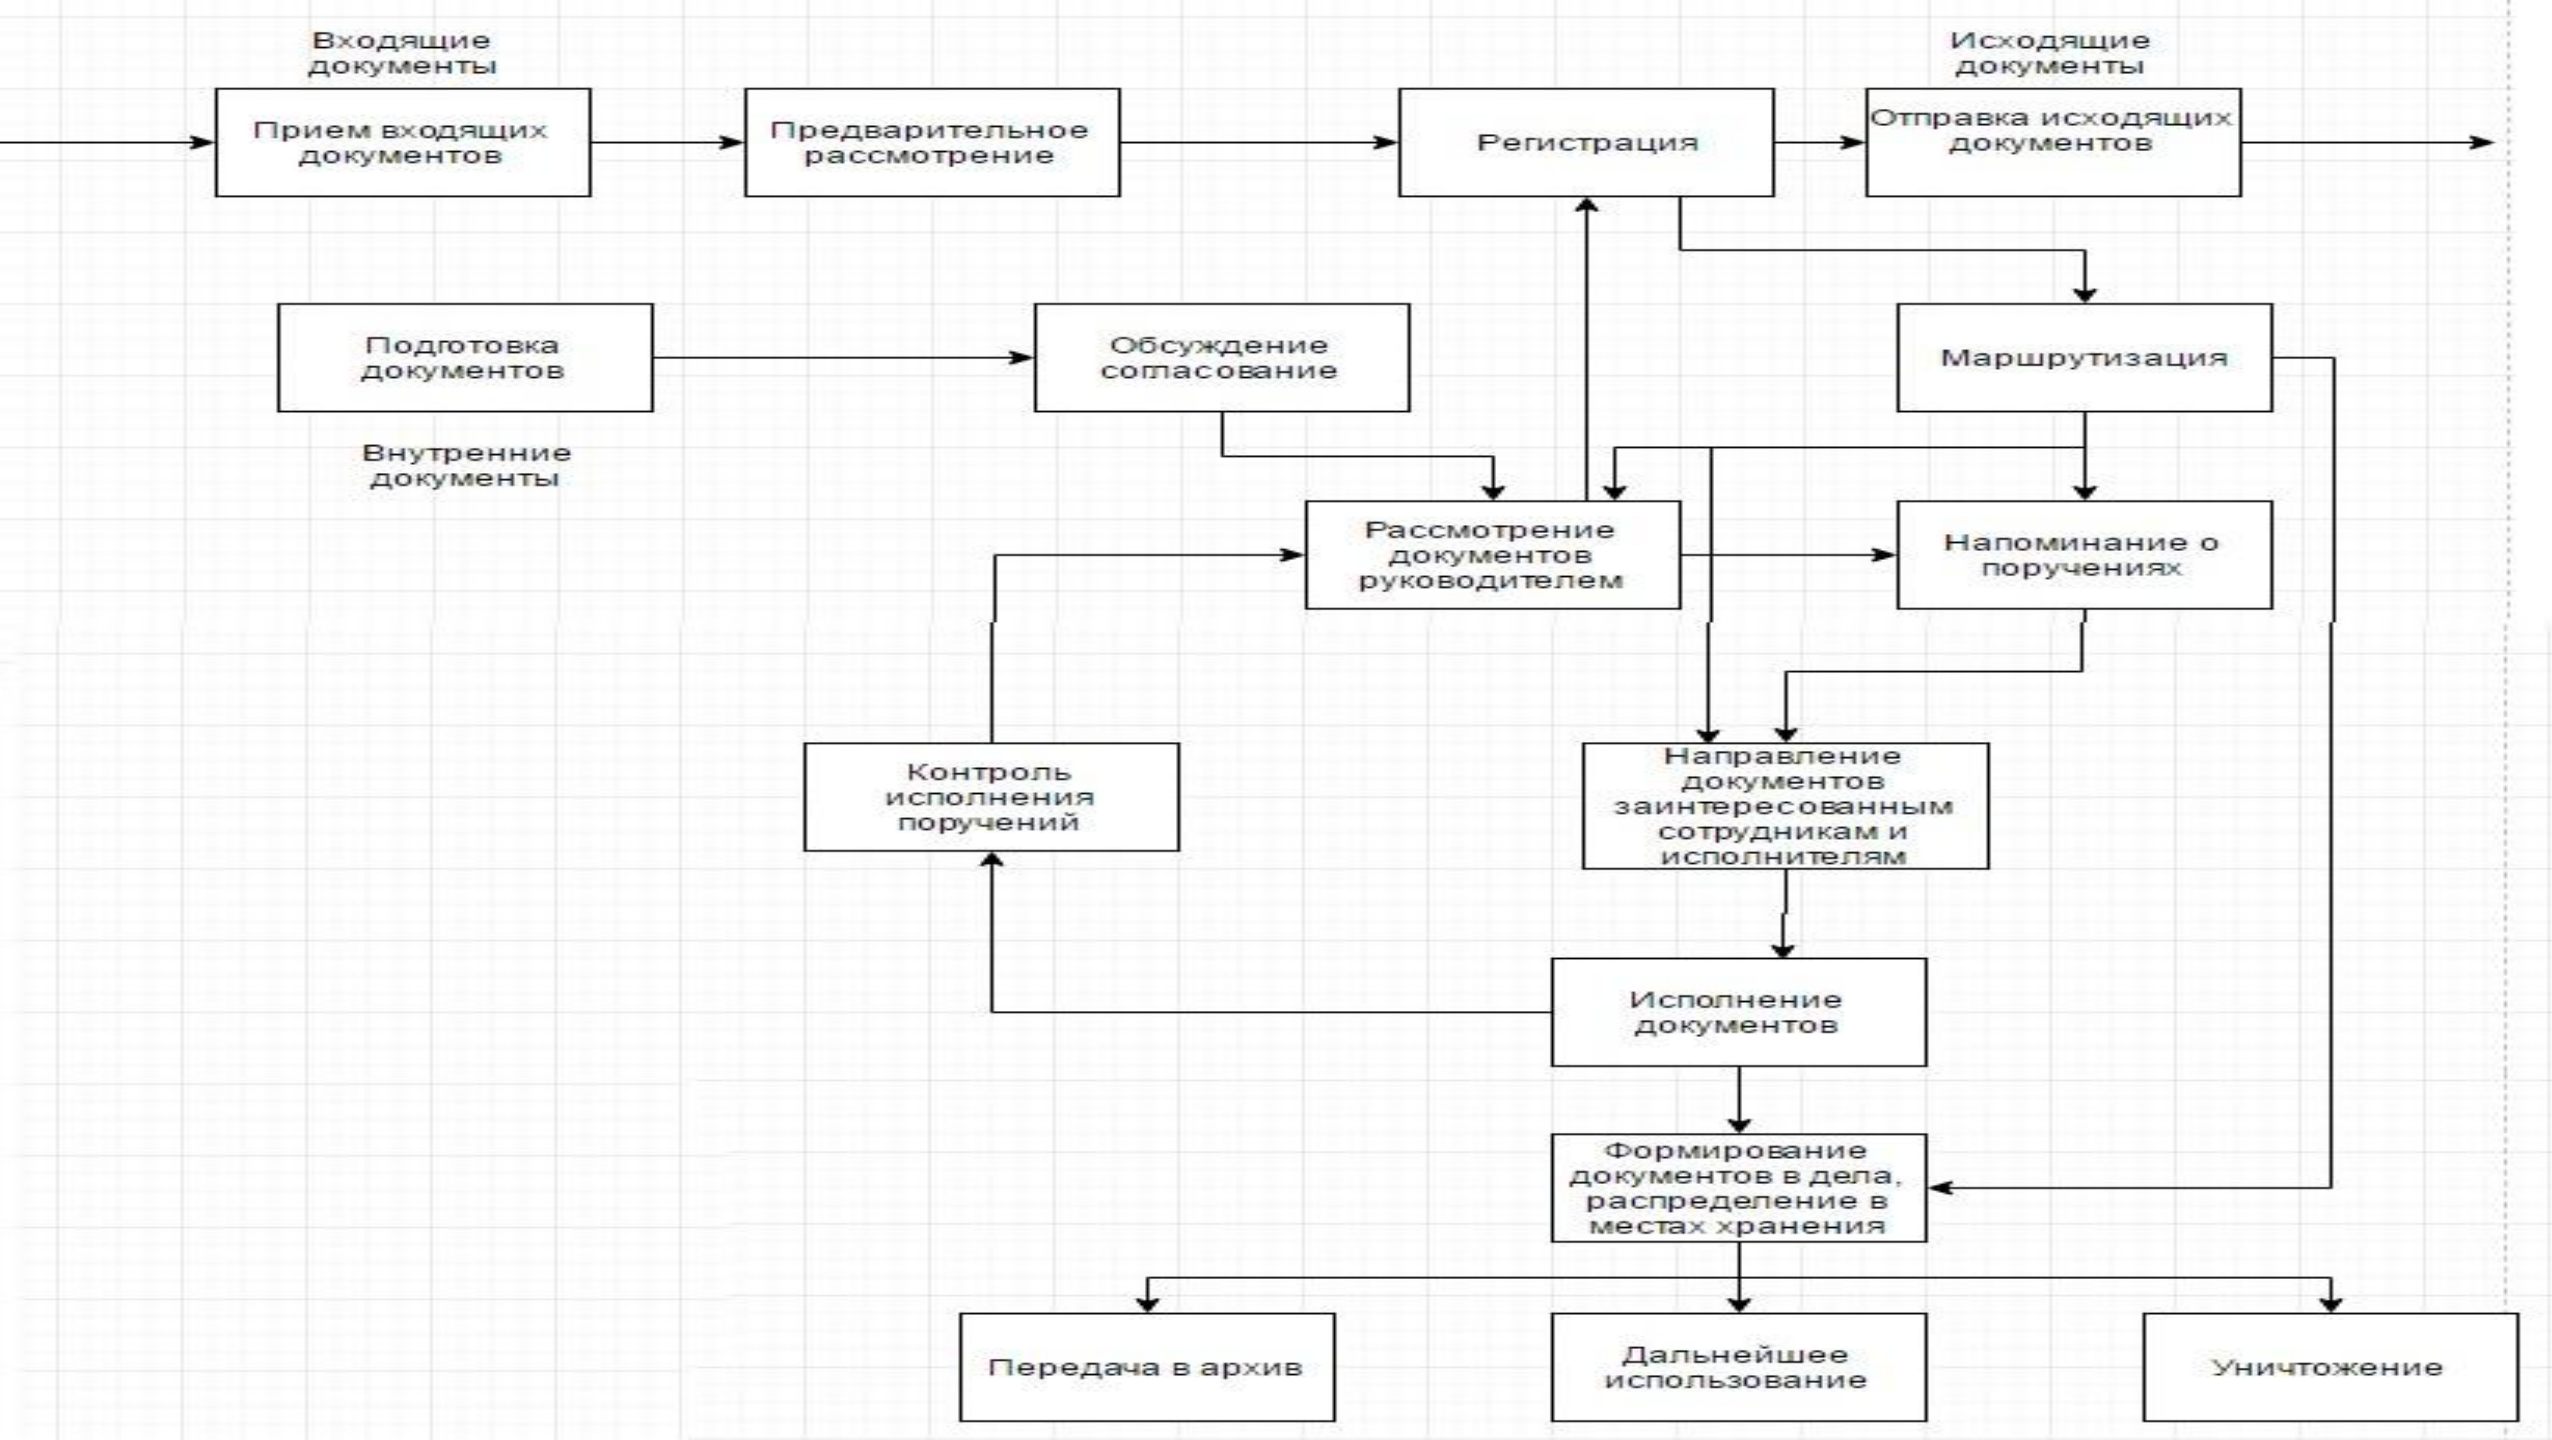 Входящие
документы
Исходящие
документы
Прием входящих
документов
Предварительное
рассмотрение
Регистрация
Отправка исходящих
документов
Подготовка
документов
Обсуждение
согласование
Маршрутизация
Внутренние
документы
Рассмотрение
документов
руководителем
Напоминание о
поручениях
Контроль
исполнения
поручений
Направление
документов
заинтересованным
сотрудникам и
исполнителям
Исполнение
документов
Формирование
документов в дела,
распределение в
местах хранения
Передача в архив
Дальнейшее
использование
Уничтожение